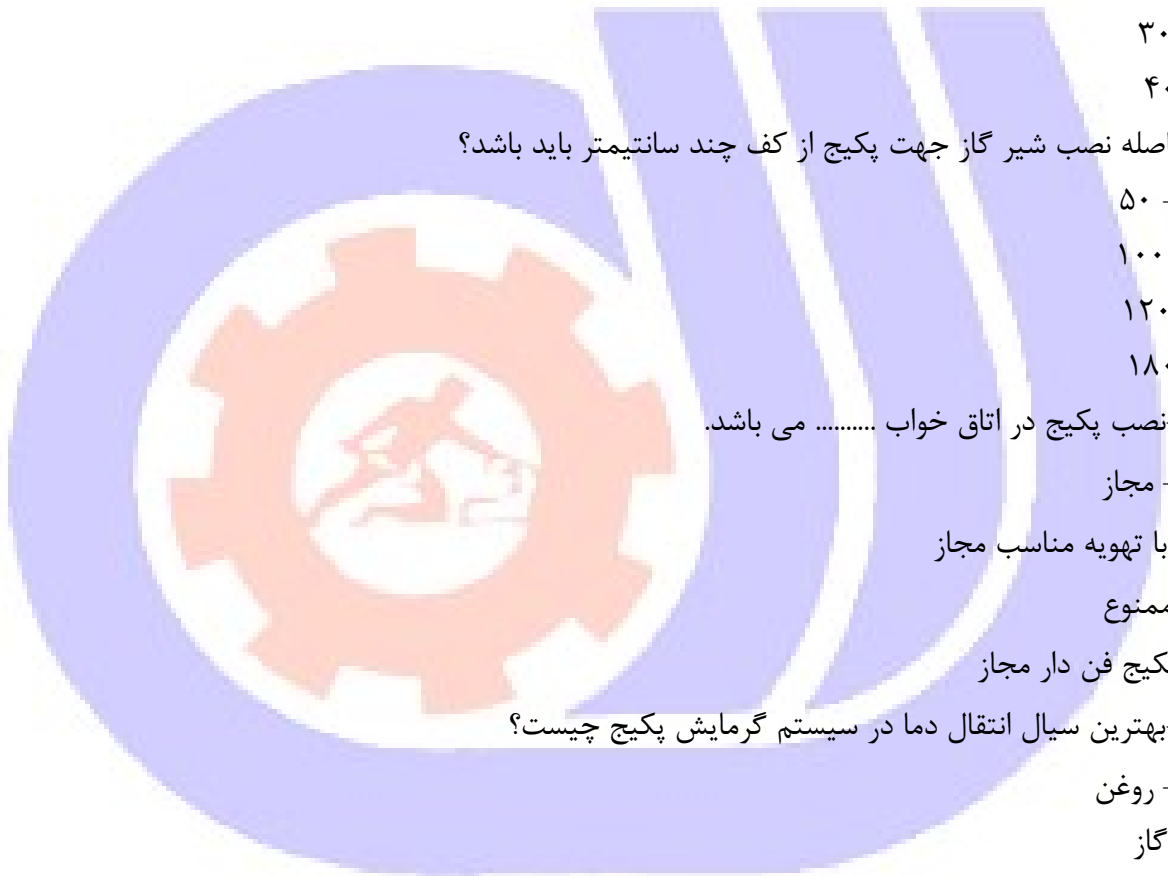 ۳۰
۴۰
اصله نصب شیر گاز جهت پکیج از کف چند سانتیمتر باید باشد؟
- ۵۰
۱۰۰
۱۲۰
۱۸۰
-نصب پکیج در اتاق خواب .......... می باشد.
- مجاز
با تهویه مناسب مجاز
ممنوع
پکیج فن دار مجاز
-بهترین سیال انتقال دما در سیستم گرمایش پکیج چیست؟
- روغن
گاز